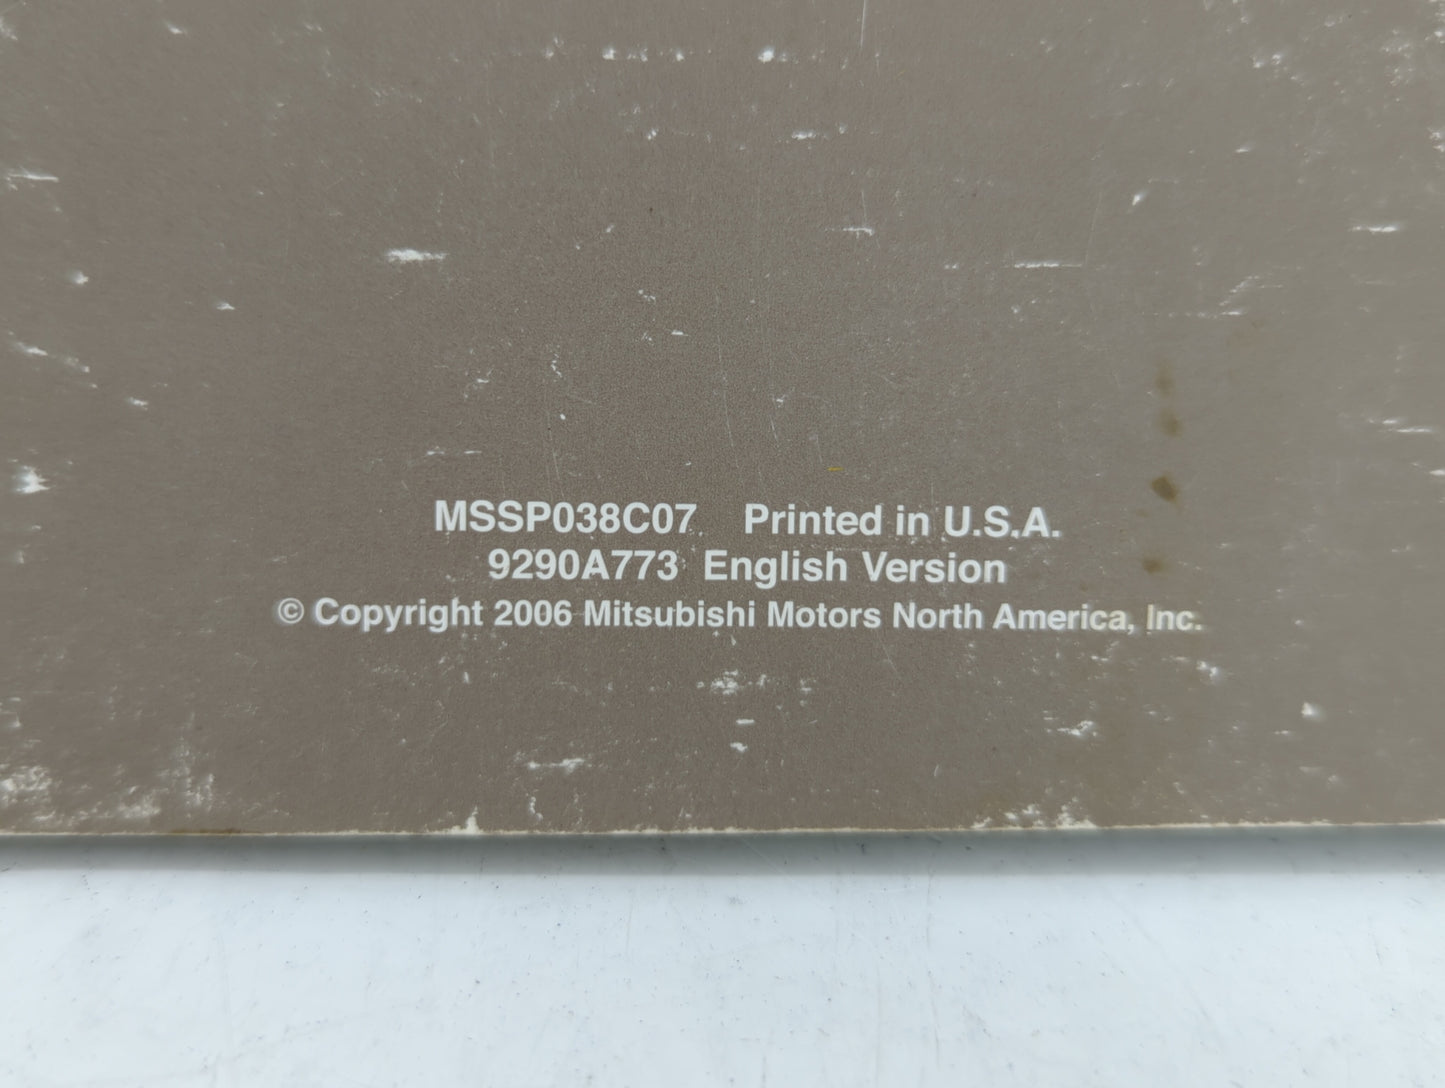 MSSP038C07 Printed in U.S.A.
9290A773 English Version
© Copyright 2006 Mitsubishi Motors North America, Inc.